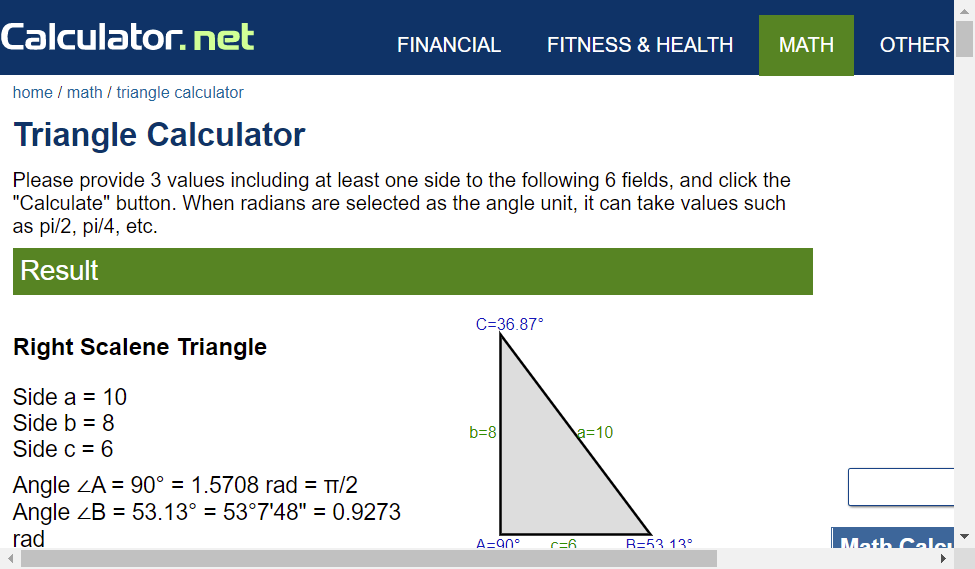 Calculator.net
FINANCIAL FITNESS & HEALTH MATH OTHER
home / math / triangle calculator
Triangle Calculator
Please provide 3 values including at least one side to the following 6 fields, and click the
"Calculate" button. When radians are selected as the angle unit, it can take values such
as pi/2, pi/4, etc.
Result
Right Scalene Triangle
Side a = 10
Side b = 8
Side c = 6
Angle ∠A = 90° = 1.5708 rad = π/2
Angle ∠B = 53.13° = 53°7'48" = 0.9273
rad
C=36.87°
b=8
a=10
A=90°
c=6
B=53.13°
Math Calcu